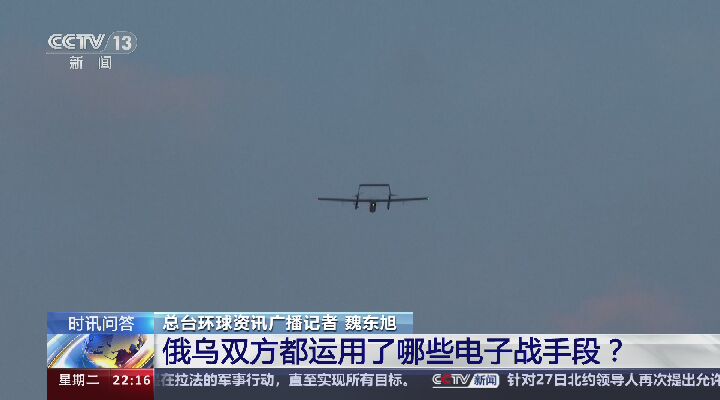 CCTV 13
新闻
时讯问答
总台环球资讯广播记者 魏东旭
俄乌双方都运用了哪些电子战手段？
星期二 22:16
在拉法的军事行动，直至实现所有目标。 CCTV 新闻 针对27日北约领导人再次提出允许